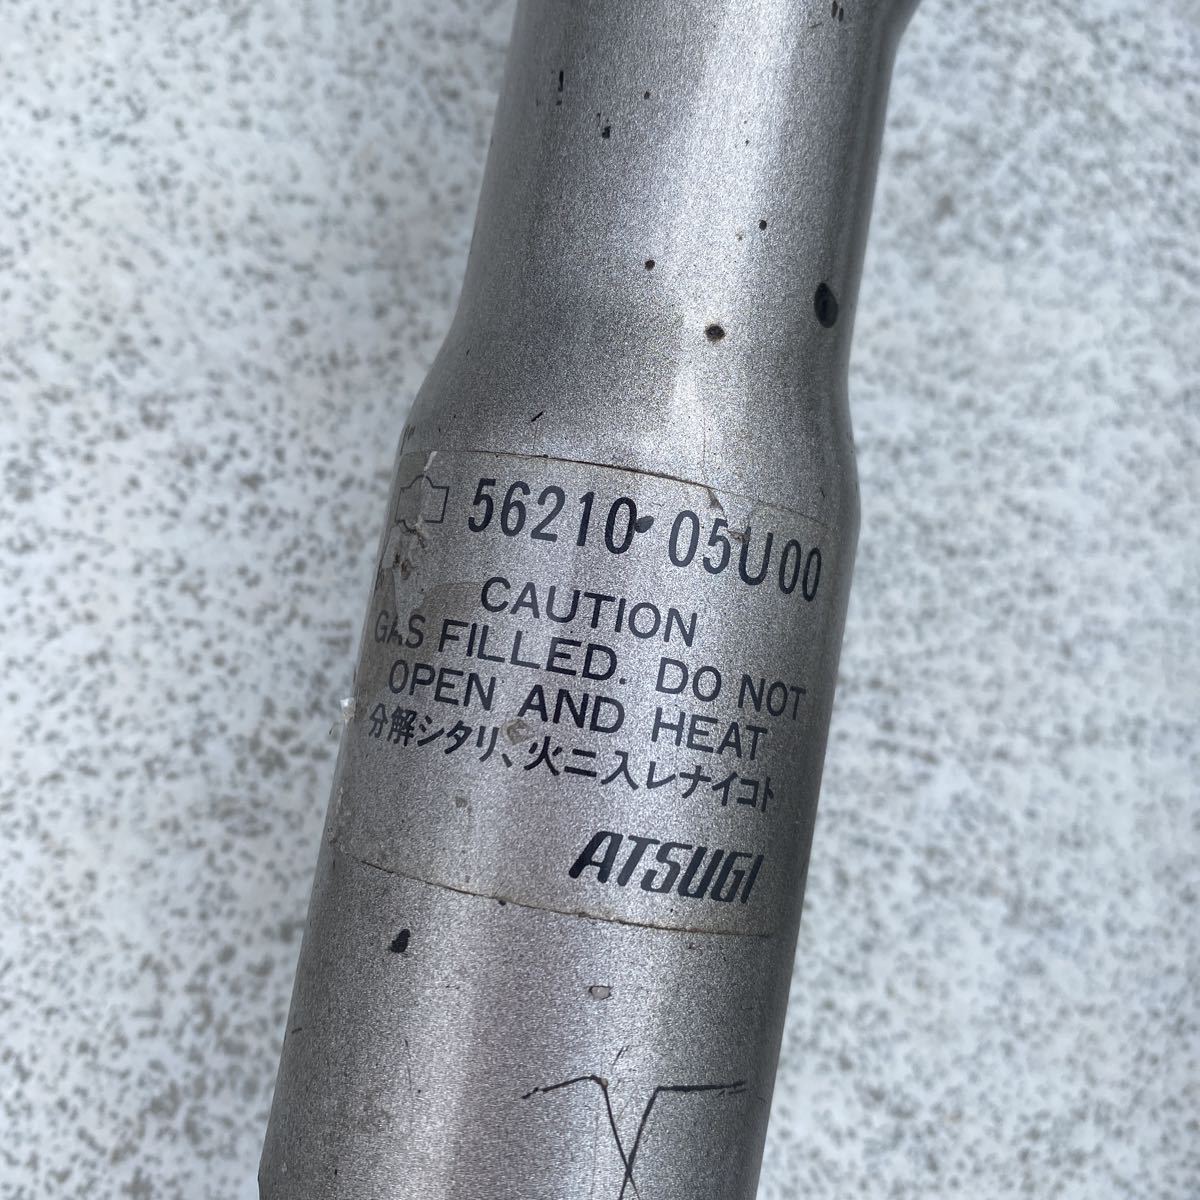 56210 05U00
CAUTION
GAS FILLED. DO NOT
OPEN AND HEAT
分解シタリ、火ニ入レナイコト
ATSUGI